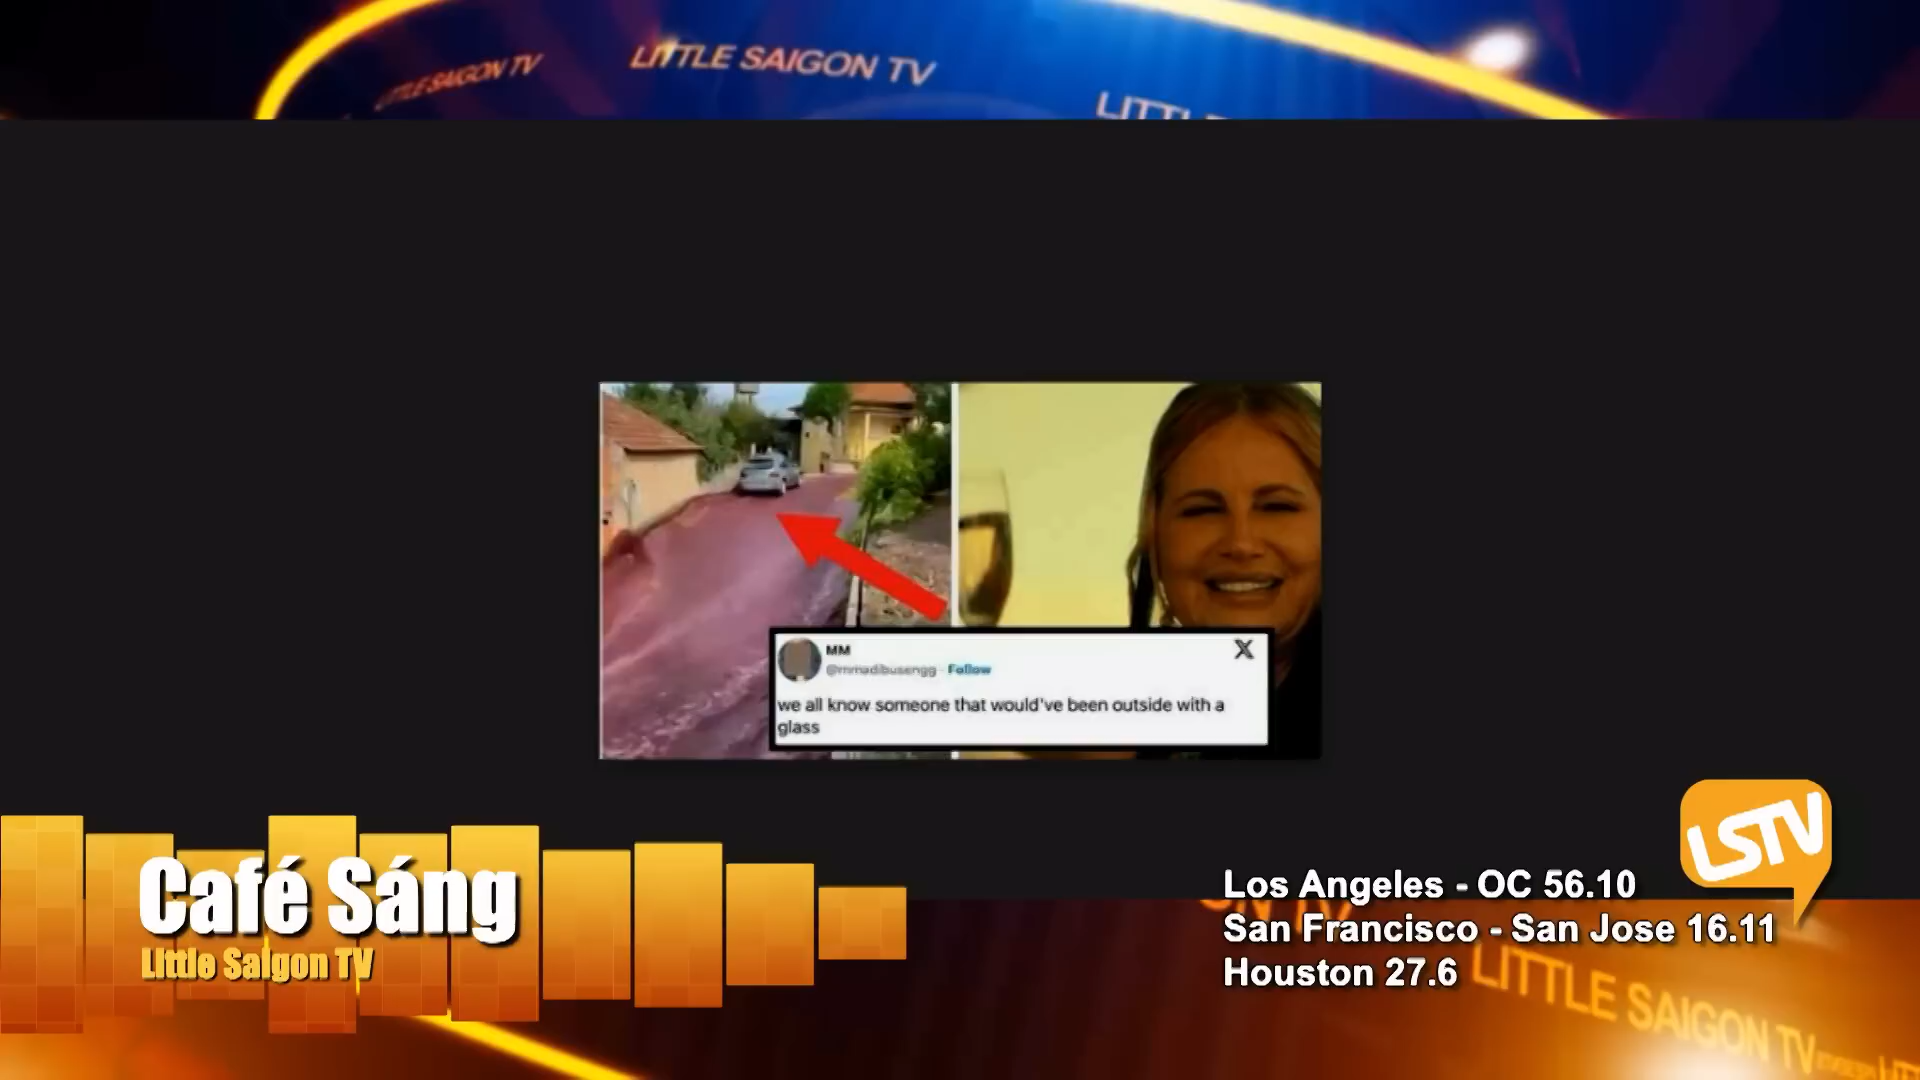 LITTLE SAIGON TV
LITTLE SAIGON TV
LITTL
MM
@mmadibusengg · Follow
X
we all know someone that would've been outside with a
glass
LSTV
Café Sáng
Little Saigon TV
Los Angeles - OC 56.10
San Francisco - San Jose 16.11
Houston 27.6
LITTLE SAIGON TV